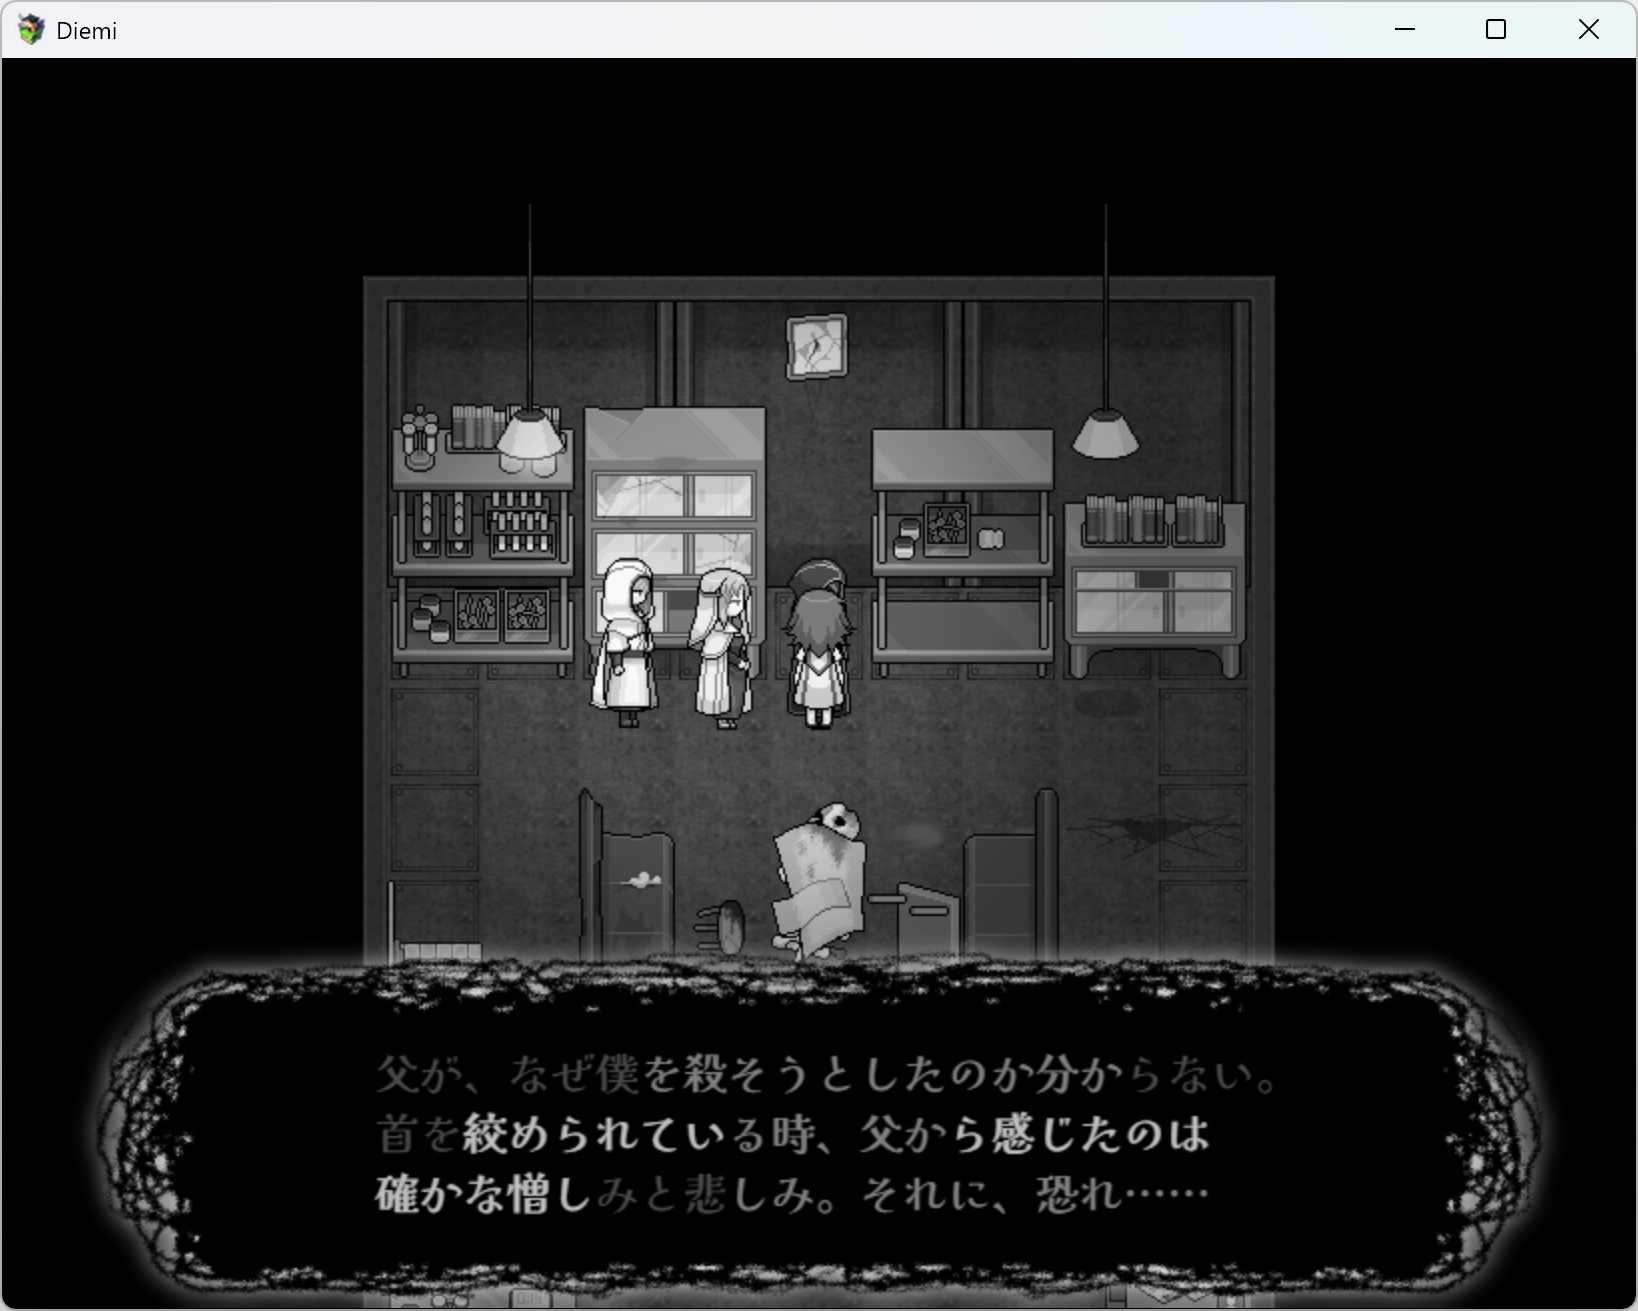 Diemi
父が、なぜ僕を殺そうとしたのか分からない。
首を絞められている時、父から感じたのは
確かな憎しみと悲しみ。それに、恐れ……